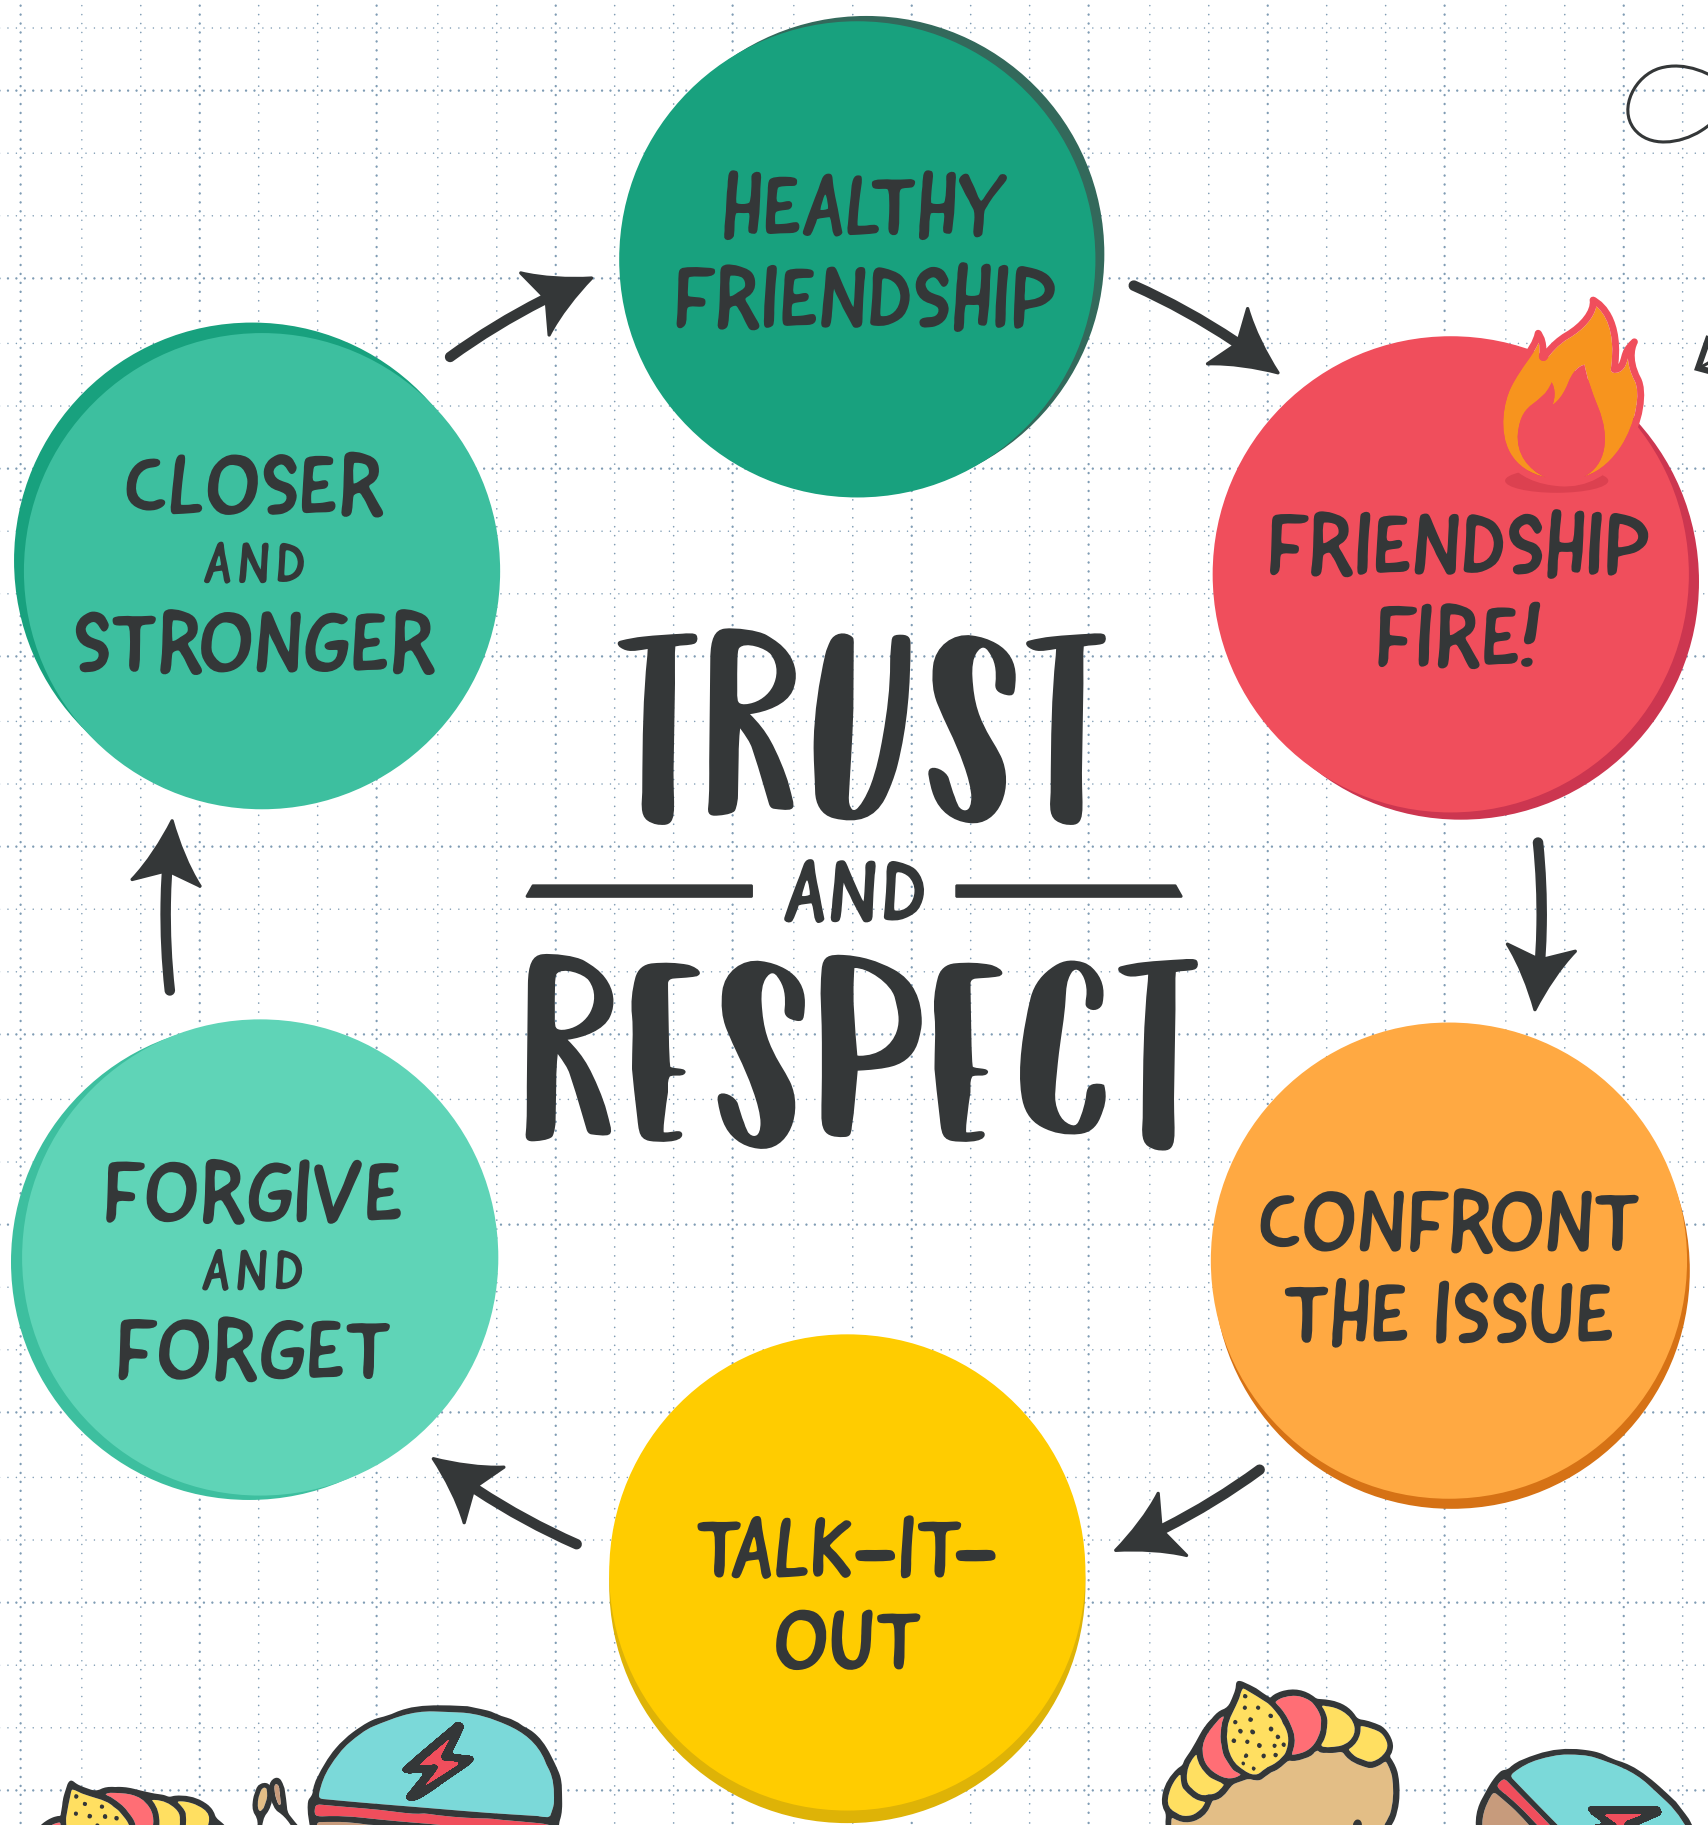 HEALTHY
FRIENDSHIP
FRIENDSHIP
FIRE!
CONFRONT
THE ISSUE
TALK-IT-
OUT
FORGIVE
AND
FORGET
CLOSER
AND
STRONGER
TRUST
AND
RESPECT